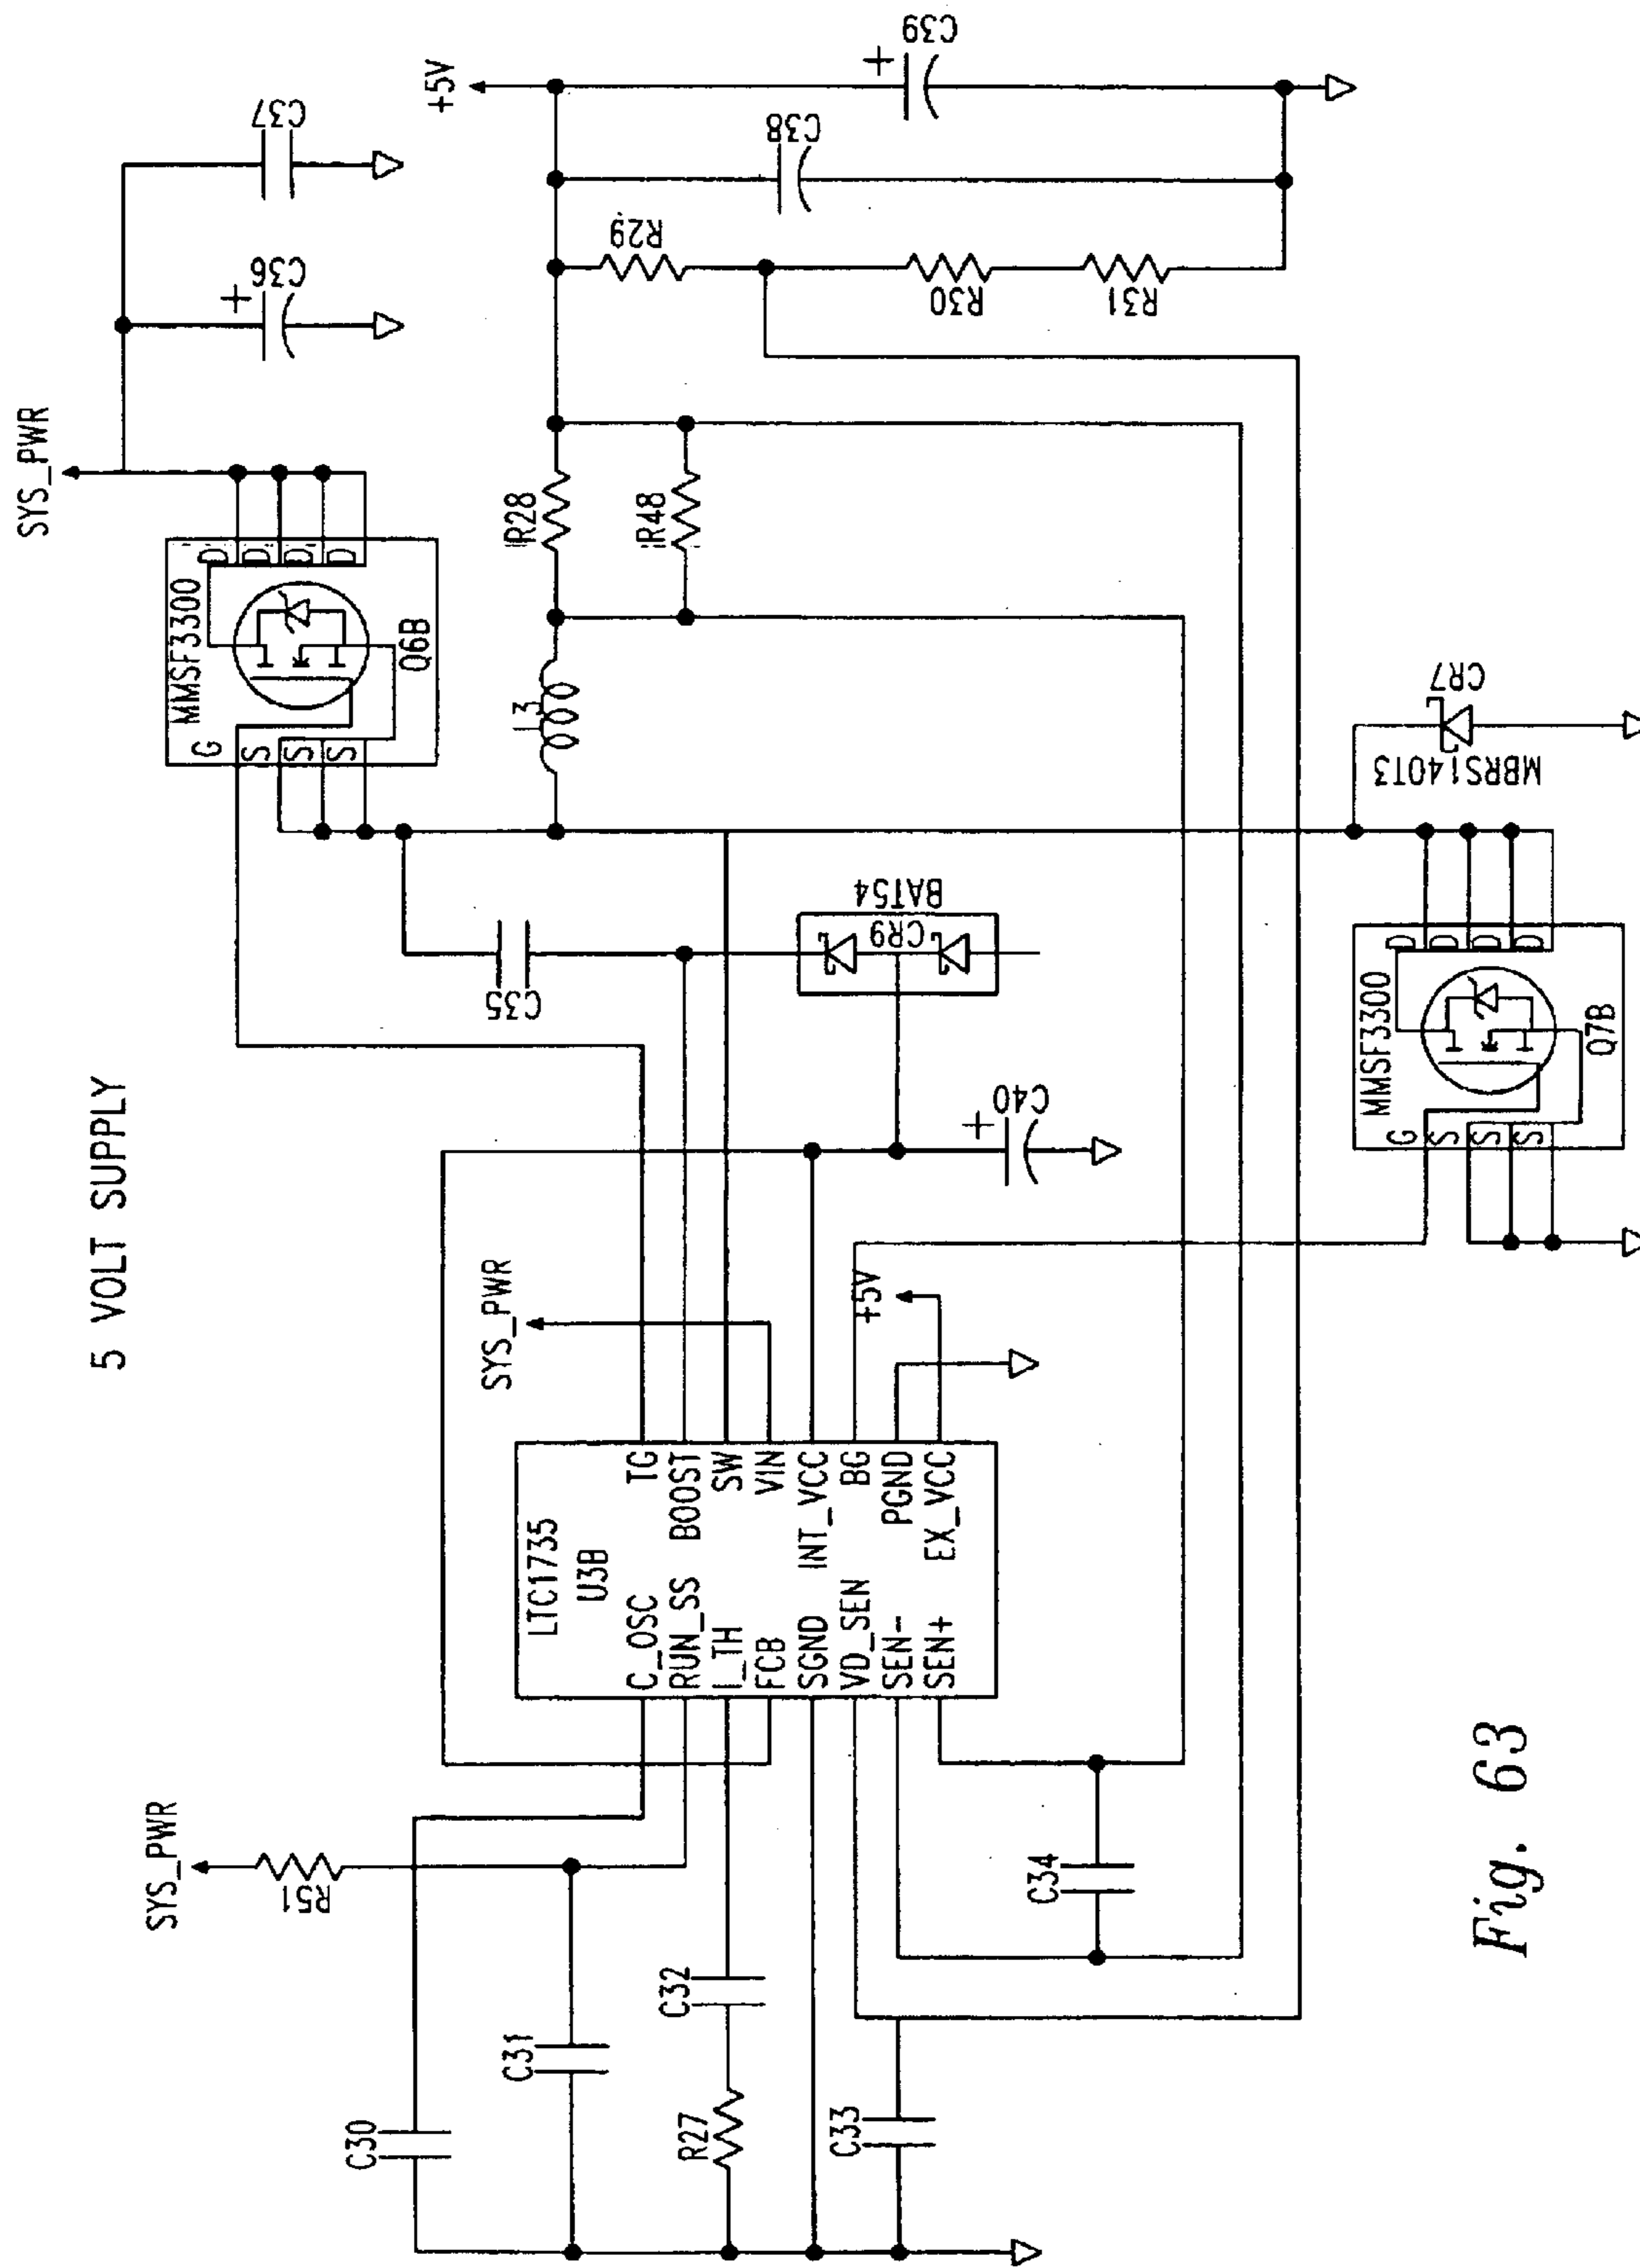 5 VOLT SUPPLY
SYS_PWR
R51
C30
C31
C32
R27
C33
C34
LTC1735
U3B
C_OSC
RUN_SS
I_TH
FCB
SGND
VD_SEN
SEN-
SEN+
TG
BOOST
SW
VIN
INT_VCC
BG
PGND
EX_VCC
SYS_PWR
+5V
C40
+
C35
BAT54
CR9
MMSF3300
G
S
S
S
D
D
D
D
Q6B
SYS_PWR
C36
+
C37
L3
R28
R48
R29
R30
R31
C38
C39
+
+5V
MMSF3300
G
S
S
S
D
D
D
D
Q7B
CR7
MBRS140T3
Fig. 63